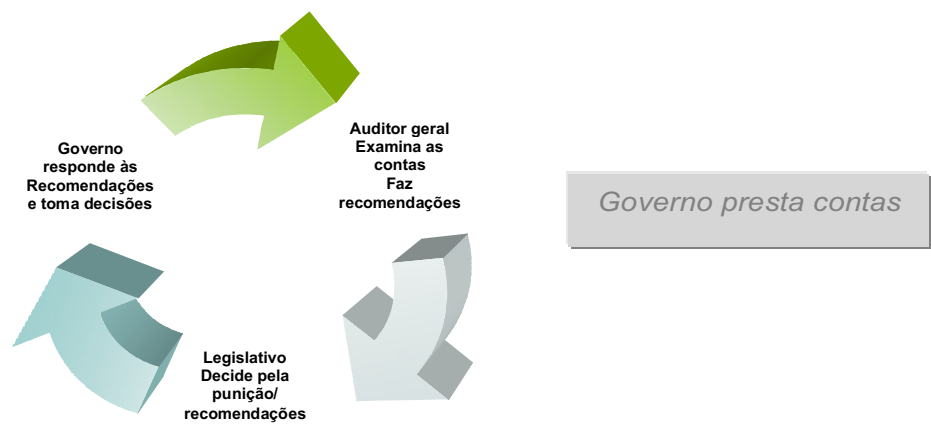 Governo
responde às
Recomendações
e toma decisões
Auditor geral
Examina as
contas
Faz
recomendações
Legislativo
Decide pela
punição/
recomendações
Governo presta contas